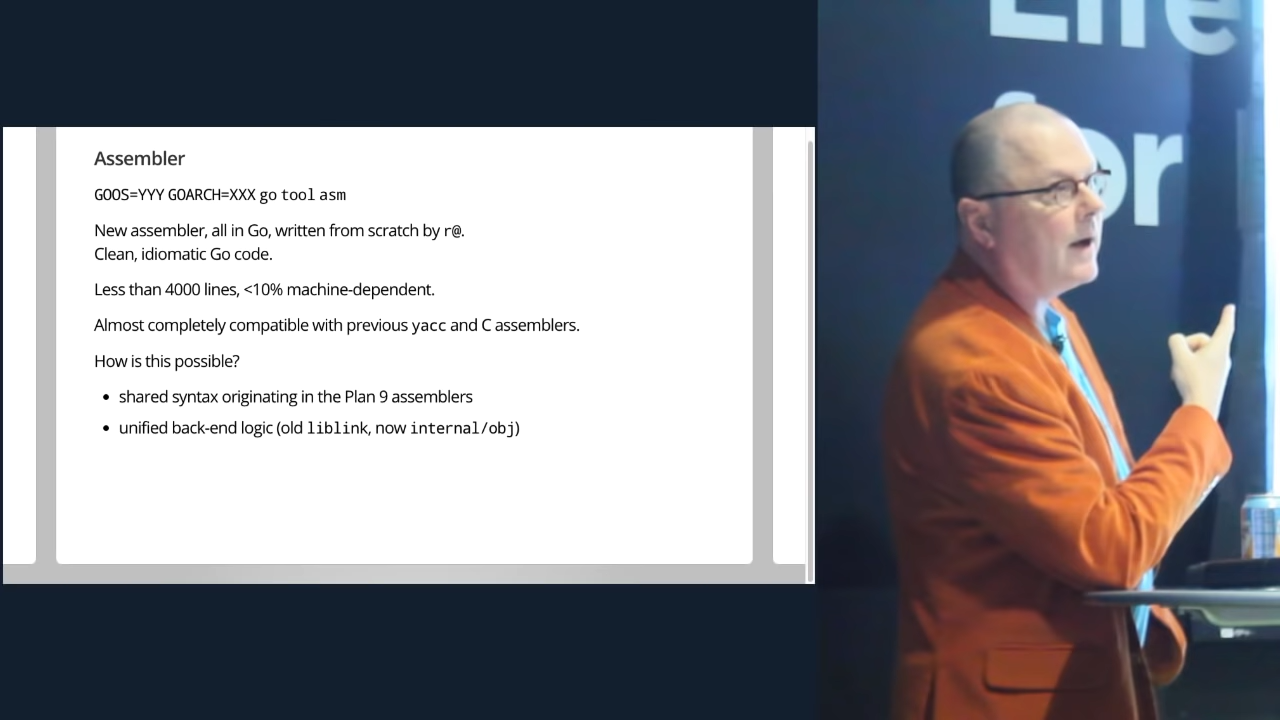 Assembler
GOOS=YYY GOARCH=XXX go tool asm
New assembler, all in Go, written from scratch by r@.
Clean, idiomatic Go code.
Less than 4000 lines, <10% machine-dependent.
Almost completely compatible with previous yacc and C assemblers.
How is this possible?
• shared syntax originating in the Plan 9 assemblers
• unified back-end logic (old liblink, now internal/obj)
Life
for